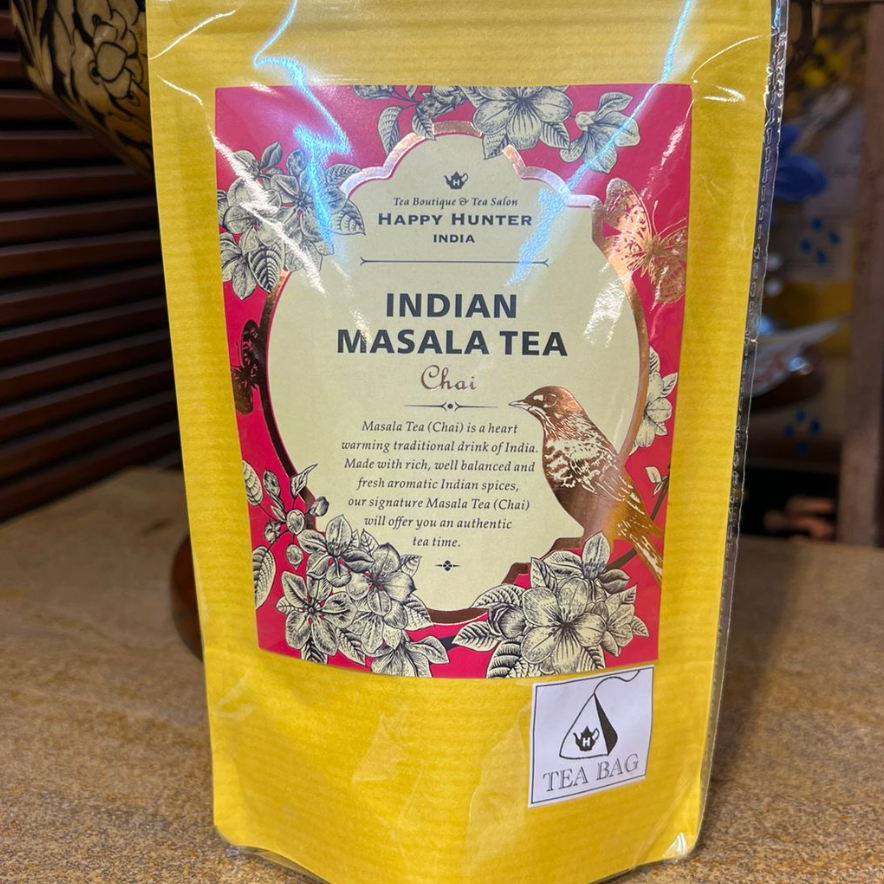 H
Tea Boutique & Tea Salon
HAPPY HUNTER
INDIA
INDIAN
MASALA TEA
Chai
Masala Tea (Chai) is a heart
warming traditional drink of India.
Made with rich, well balanced and
fresh aromatic Indian spices,
our signature Masala Tea (Chai)
will offer you an authentic
tea time.
H
TEA BAG